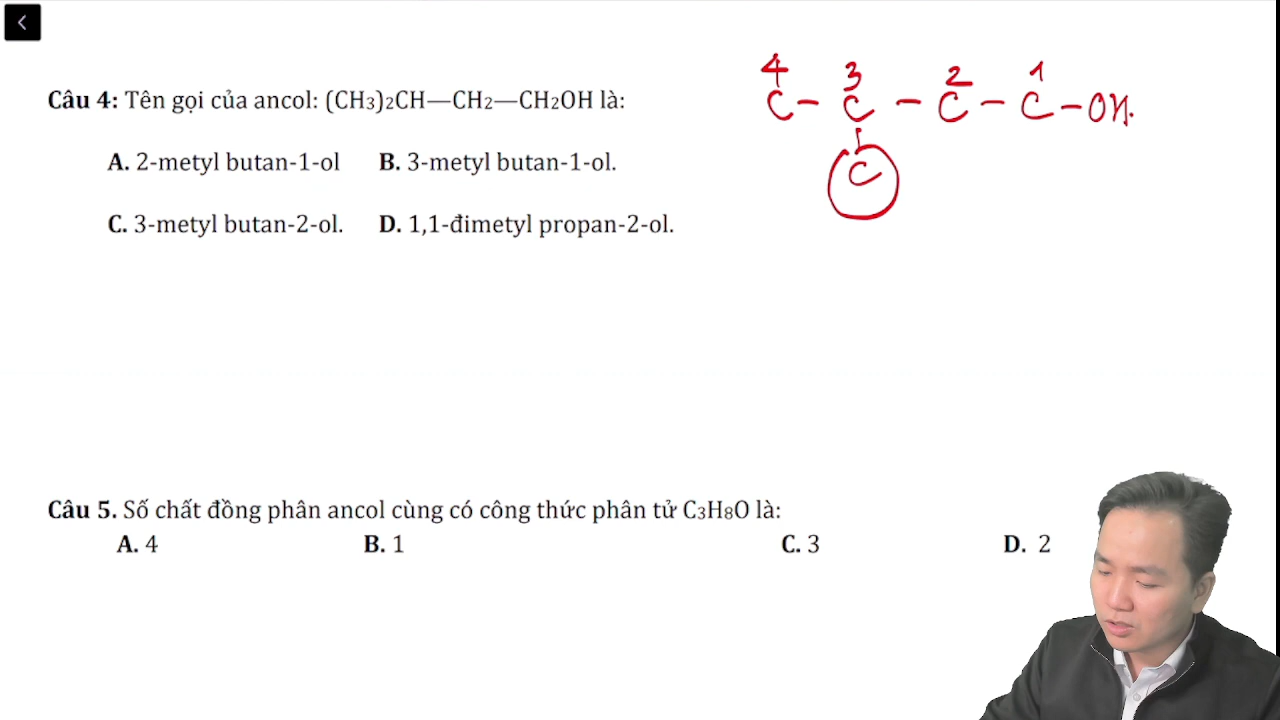 4 3 2 1
Câu 4: Tên gọi của ancol: (CH₃)₂CH—CH₂—CH₂OH là:
C - C - C - C - OH.
C
A. 2-metyl butan-1-ol B. 3-metyl butan-1-ol.
C. 3-metyl butan-2-ol. D. 1,1-đimetyl propan-2-ol.
Câu 5. Số chất đồng phân ancol cùng có công thức phân tử C₃H₈O là:
A. 4 B. 1 C. 3 D. 2